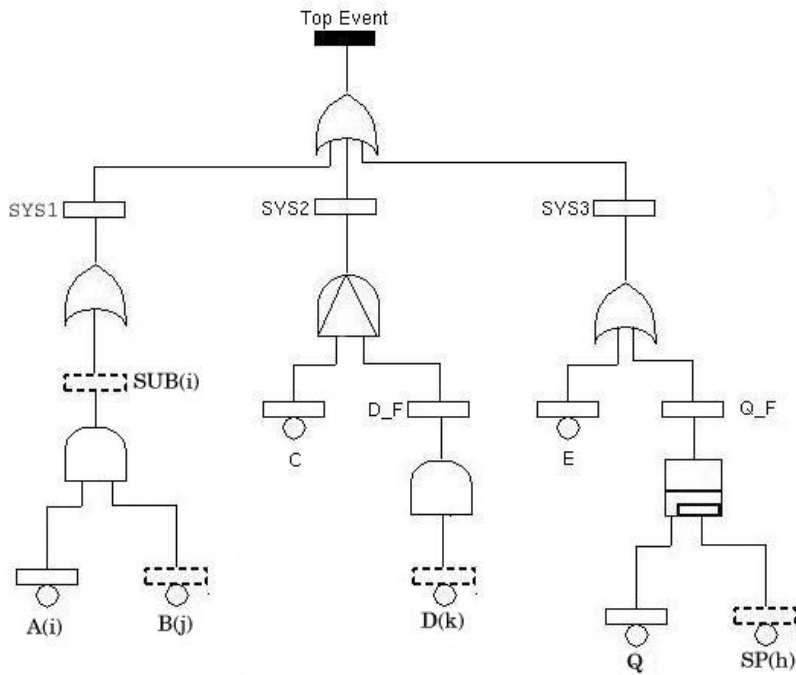 Top Event
SYS1
SYS2
SYS3
SUB(i)
C
D_F
E
Q_F
A(i)
B(j)
D(k)
Q
SP(h)